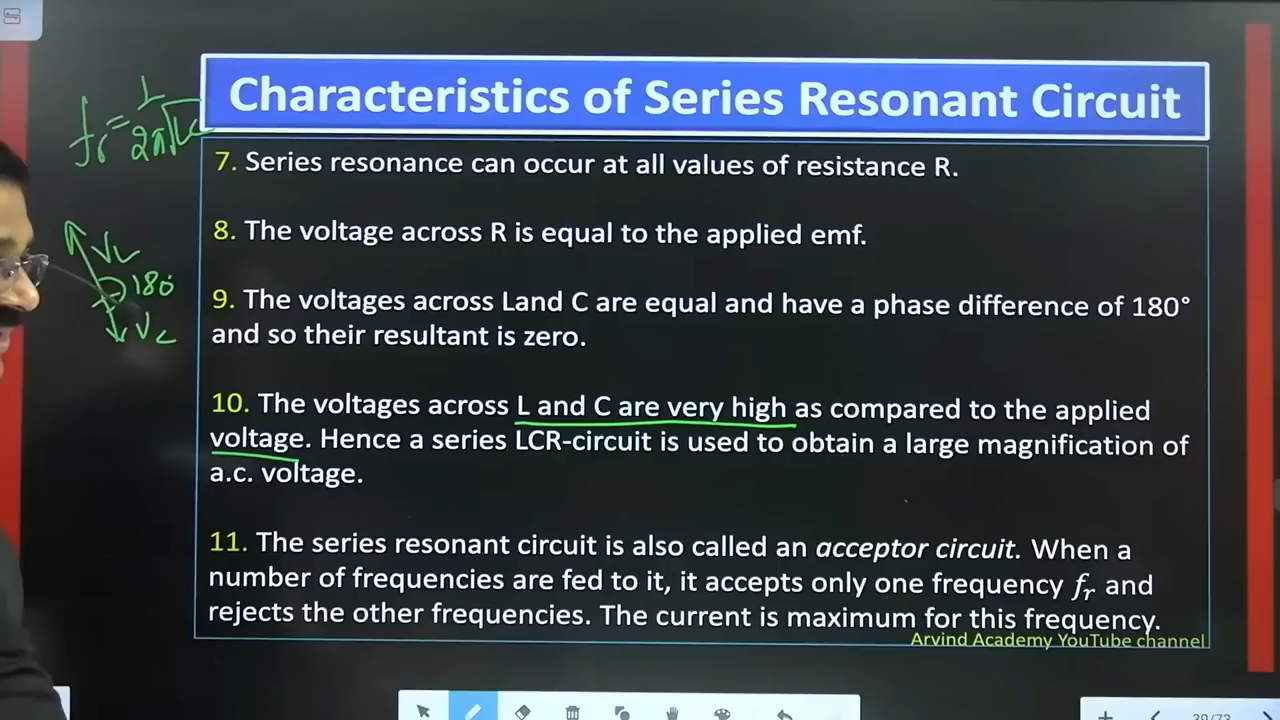 Characteristics of Series Resonant Circuit
fr = 1
2π√LC
7. Series resonance can occur at all values of resistance R.
8. The voltage across R is equal to the applied emf.
VL
180°
VC
9. The voltages across Land C are equal and have a phase difference of 180°
and so their resultant is zero.
10. The voltages across L and C are very high as compared to the applied
voltage. Hence a series LCR-circuit is used to obtain a large magnification of
a.c. voltage.
11. The series resonant circuit is also called an acceptor circuit. When a
number of frequencies are fed to it, it accepts only one frequency fr and
rejects the other frequencies. The current is maximum for this frequency.
Arvind Academy YouTube channel
39/73